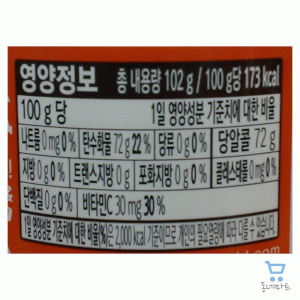 영양정보 총 내용량 102 g / 100 g당 173 kcal
100 g 당 1일 영양성분 기준치에 대한 비율
나트륨 0 mg 0% 탄수화물 72 g 22% 당류 0 g 0% 당알콜 72 g
지방 0 g 0% 트랜스지방 0 g 포화지방 0 g 0% 콜레스테롤 0 mg 0%
단백질 0 g 0% 비타민C 30 mg 30%
1일 영양성분 기준치에 대한 비율(%)은 2,000 kcal 기준이므로 개인의 필요열량에 따라 다를 수 있습니다.